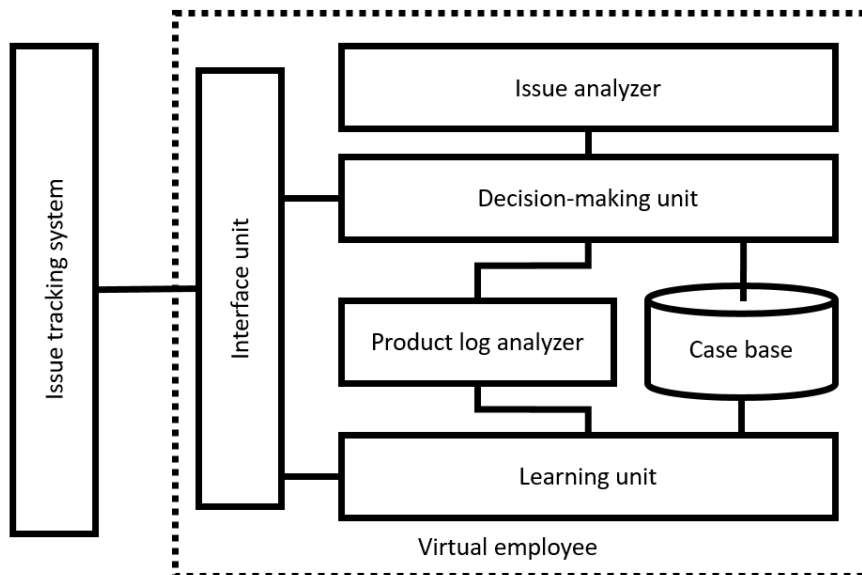 Issue tracking system
Interface unit
Issue analyzer
Decision-making unit
Product log analyzer
Case base
Learning unit
Virtual employee